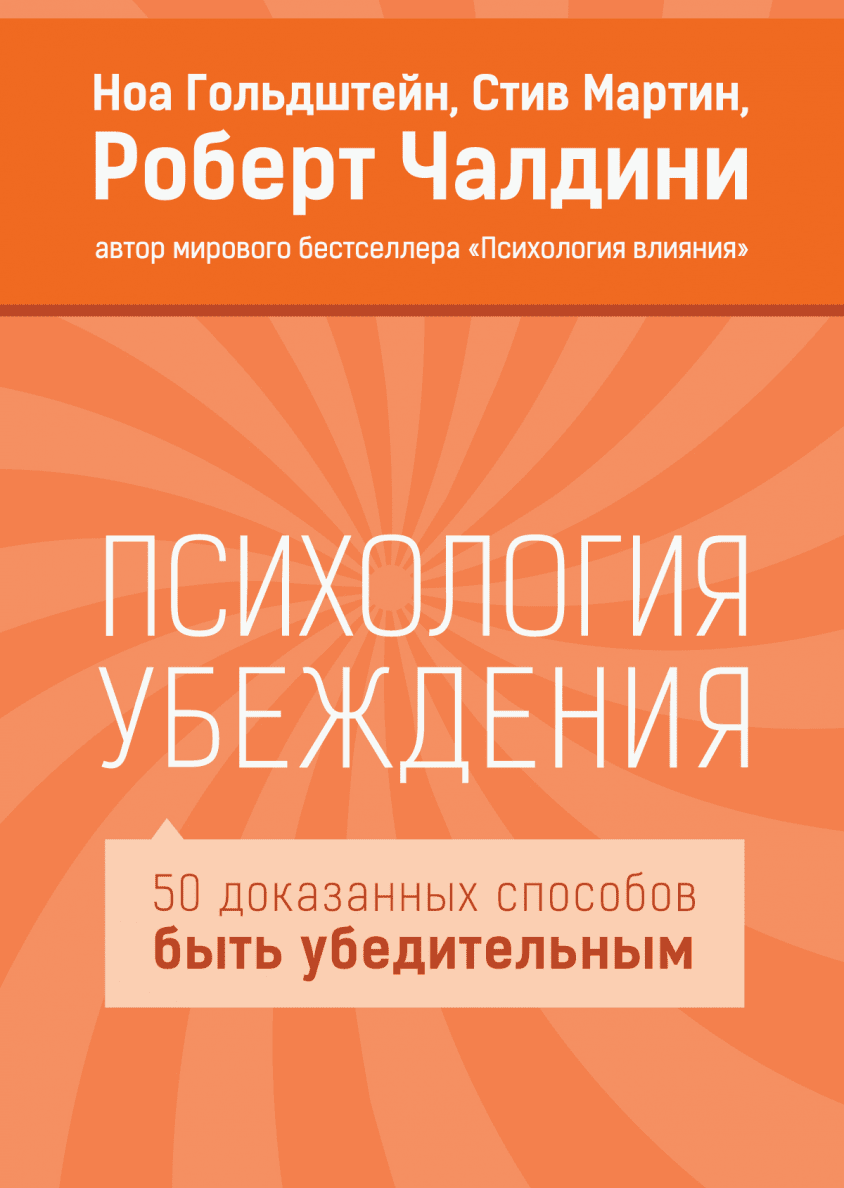 Ноа Гольдштейн, Стив Мартин,
Роберт Чалдини
автор мирового бестселлера «Психология влияния»
ПСИХОЛОГИЯ
УБЕЖДЕНИЯ
50 доказанных способов
быть убедительным